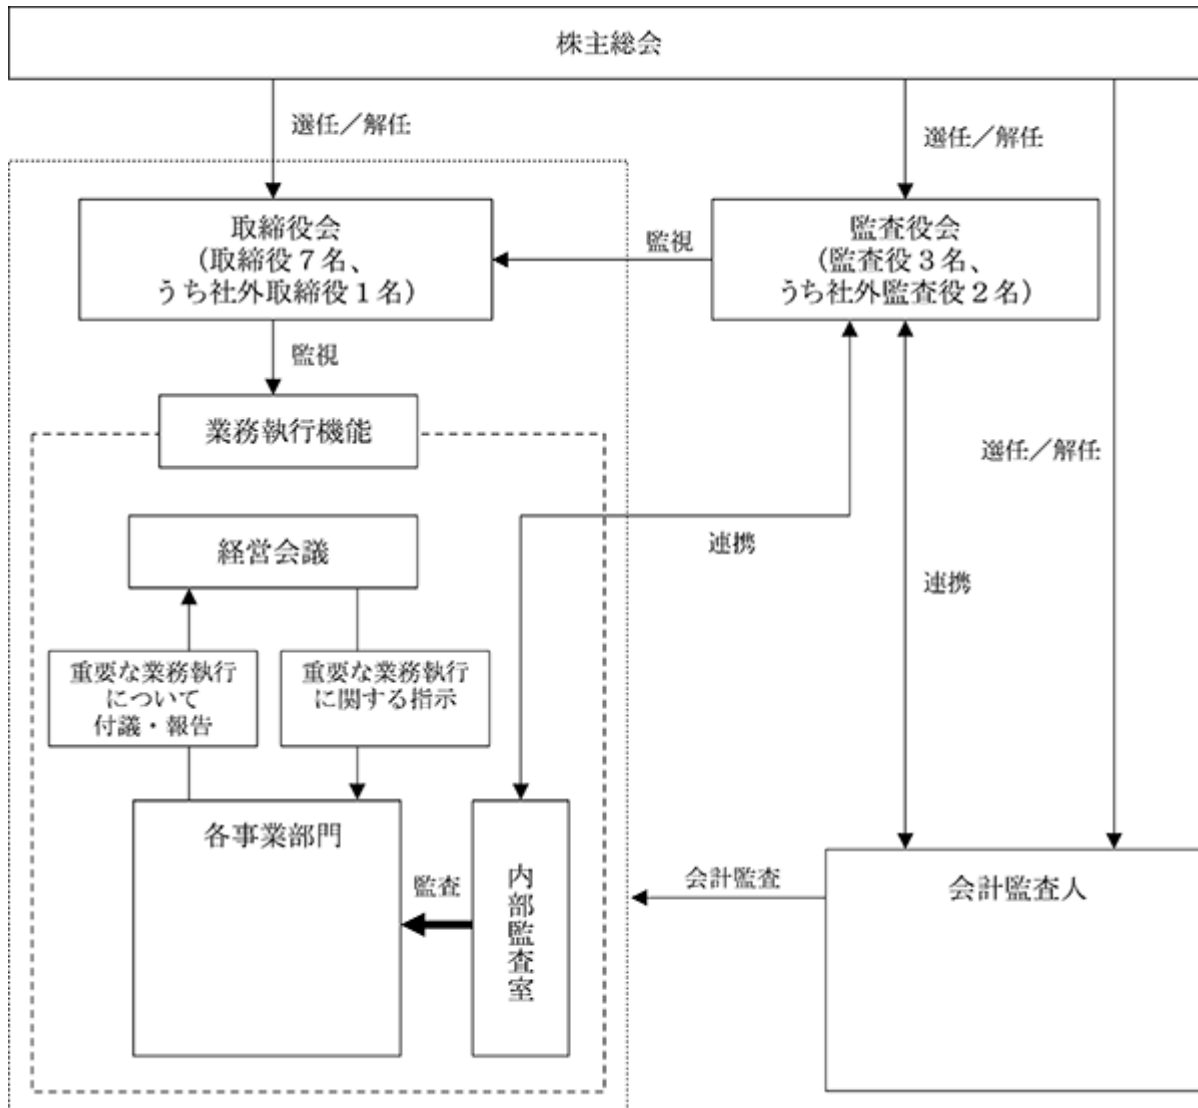 株主総会
選任／解任
選任／解任
取締役会
（取締役７名、
うち社外取締役１名）
監視
監査役会
（監査役３名、
うち社外監査役２名）
監視
業務執行機能
選任／解任
経営会議
連携
連携
重要な業務執行
について
付議・報告
重要な業務執行
に関する指示
各事業部門
監査
内部監査室
会計監査
会計監査人